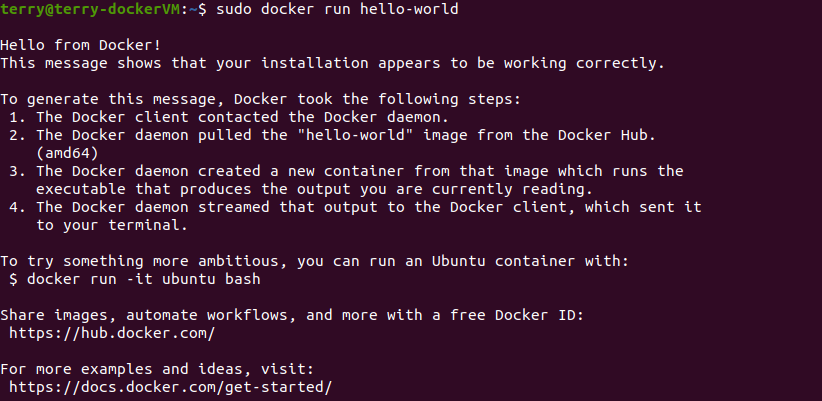 terry@terry-dockerVM:~$ sudo docker run hello-world
Hello from Docker!
This message shows that your installation appears to be working correctly.
To generate this message, Docker took the following steps:
1. The Docker client contacted the Docker daemon.
2. The Docker daemon pulled the "hello-world" image from the Docker Hub.
(amd64)
3. The Docker daemon created a new container from that image which runs the
executable that produces the output you are currently reading.
4. The Docker daemon streamed that output to the Docker client, which sent it
to your terminal.
To try something more ambitious, you can run an Ubuntu container with:
$ docker run -it ubuntu bash
Share images, automate workflows, and more with a free Docker ID:
https://hub.docker.com/
For more examples and ideas, visit:
https://docs.docker.com/get-started/